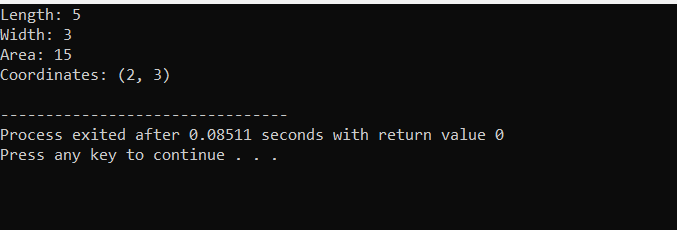 Length: 5
Width: 3
Area: 15
Coordinates: (2, 3)
--------------------------------
Process exited after 0.08511 seconds with return value 0
Press any key to continue . . .